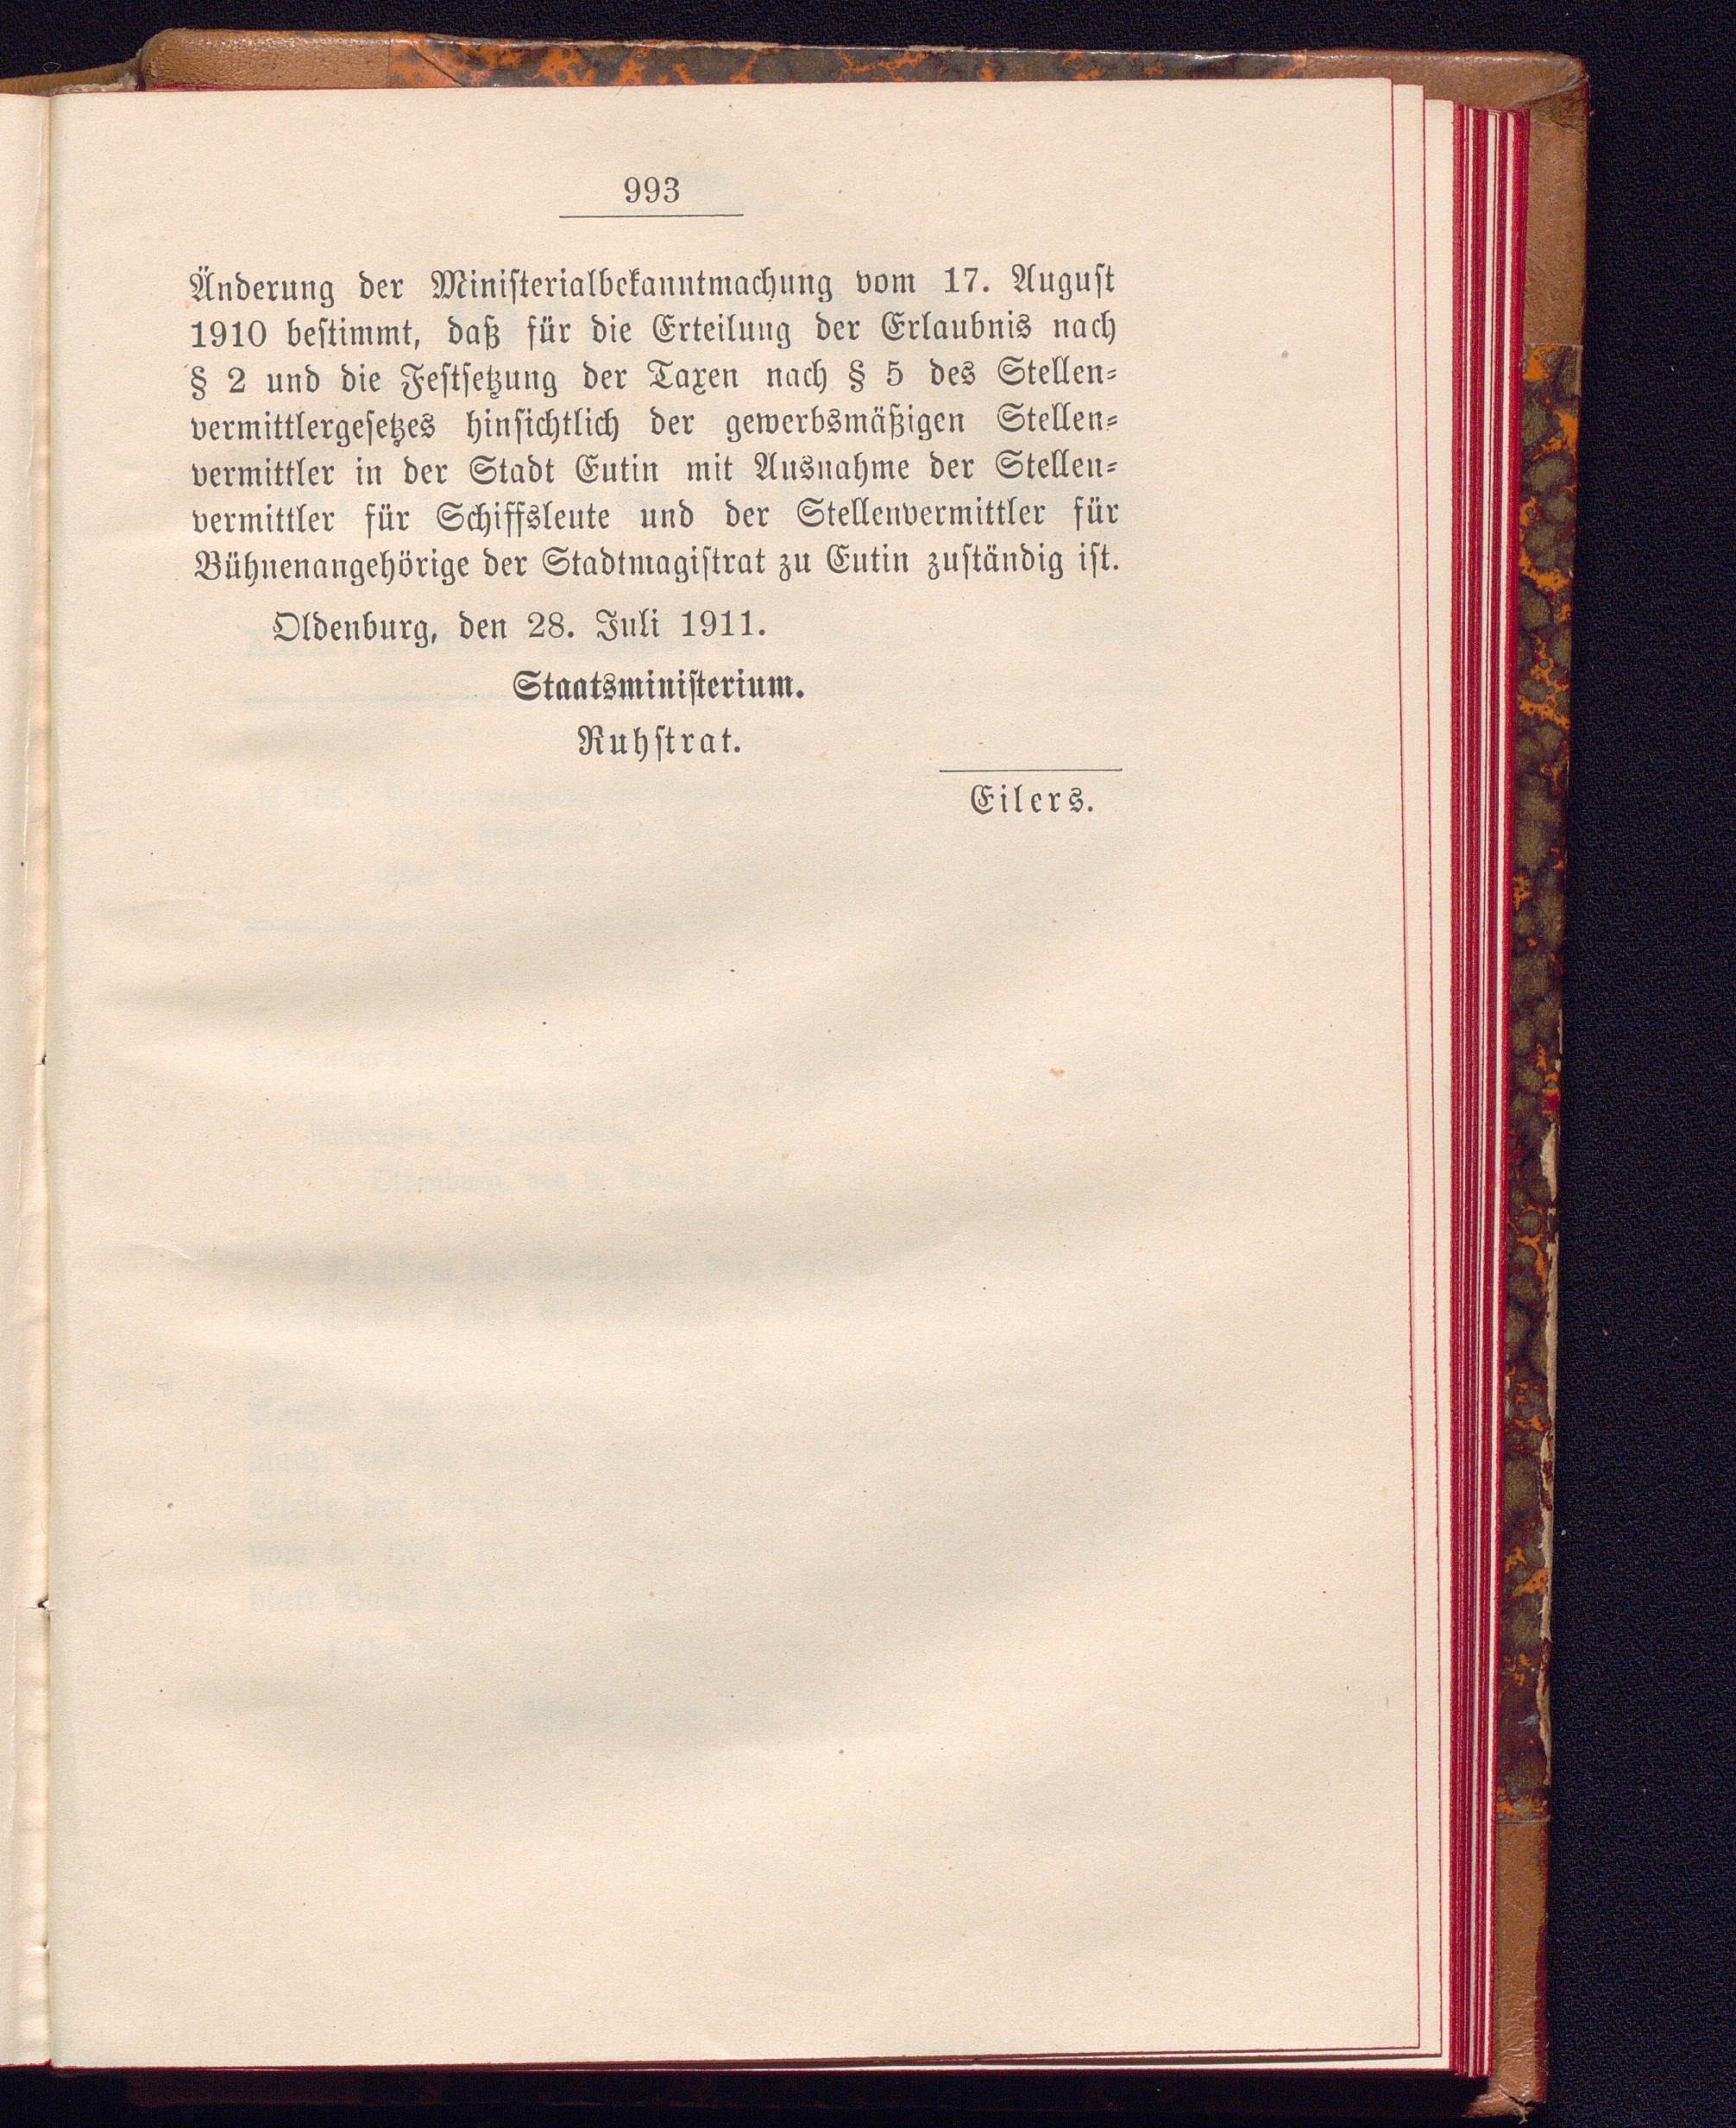 993
Änderung der Ministerialbekanntmachung vom 17. August
1910 bestimmt, daß für die Erteilung der Erlaubnis nach
§ 2 und die Festsetzung der Taxen nach § 5 des Stellen-
vermittlergesetzes hinsichtlich der gewerbsmäßigen Stellen-
vermittler in der Stadt Eutin mit Ausnahme der Stellen-
vermittler für Schiffsleute und der Stellenvermittler für
Bühnenangehörige der Stadtmagistrat zu Eutin zuständig ist.
Oldenburg, den 28. Juli 1911.
Staatsministerium.
Ruhstrat.
Eilers.